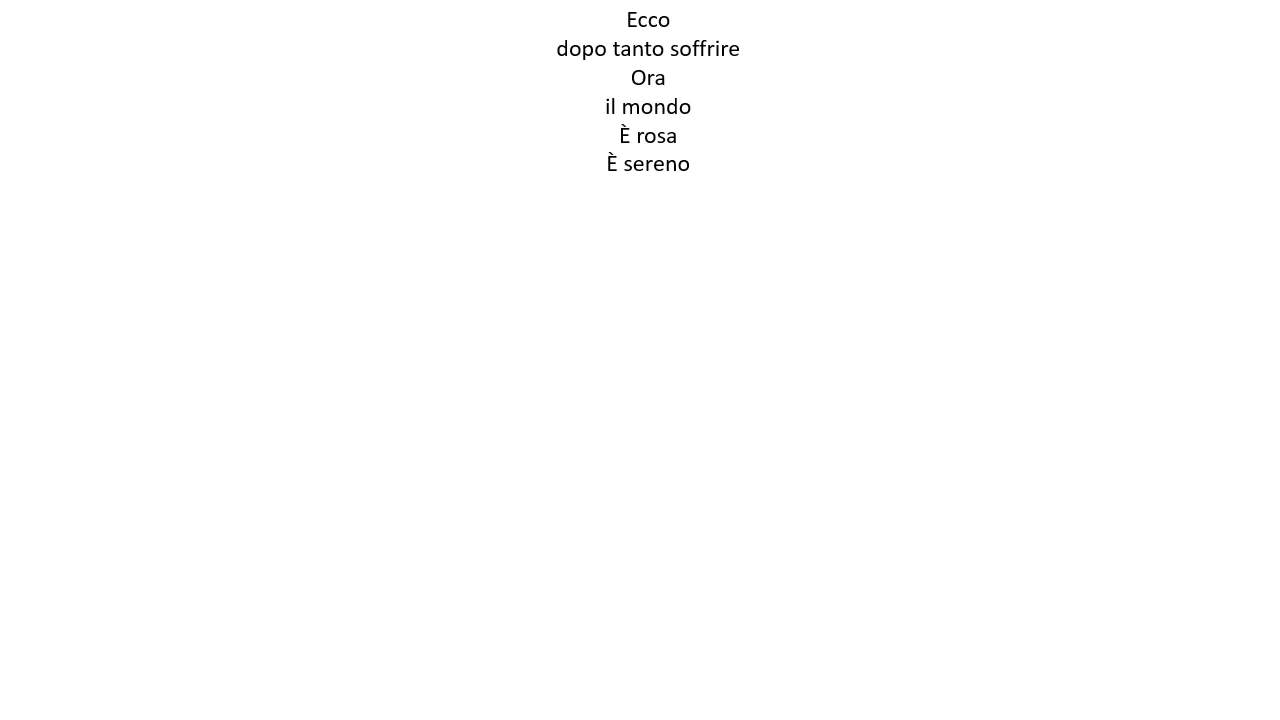 Ecco
dopo tanto soffrire
Ora
il mondo
È rosa
È sereno